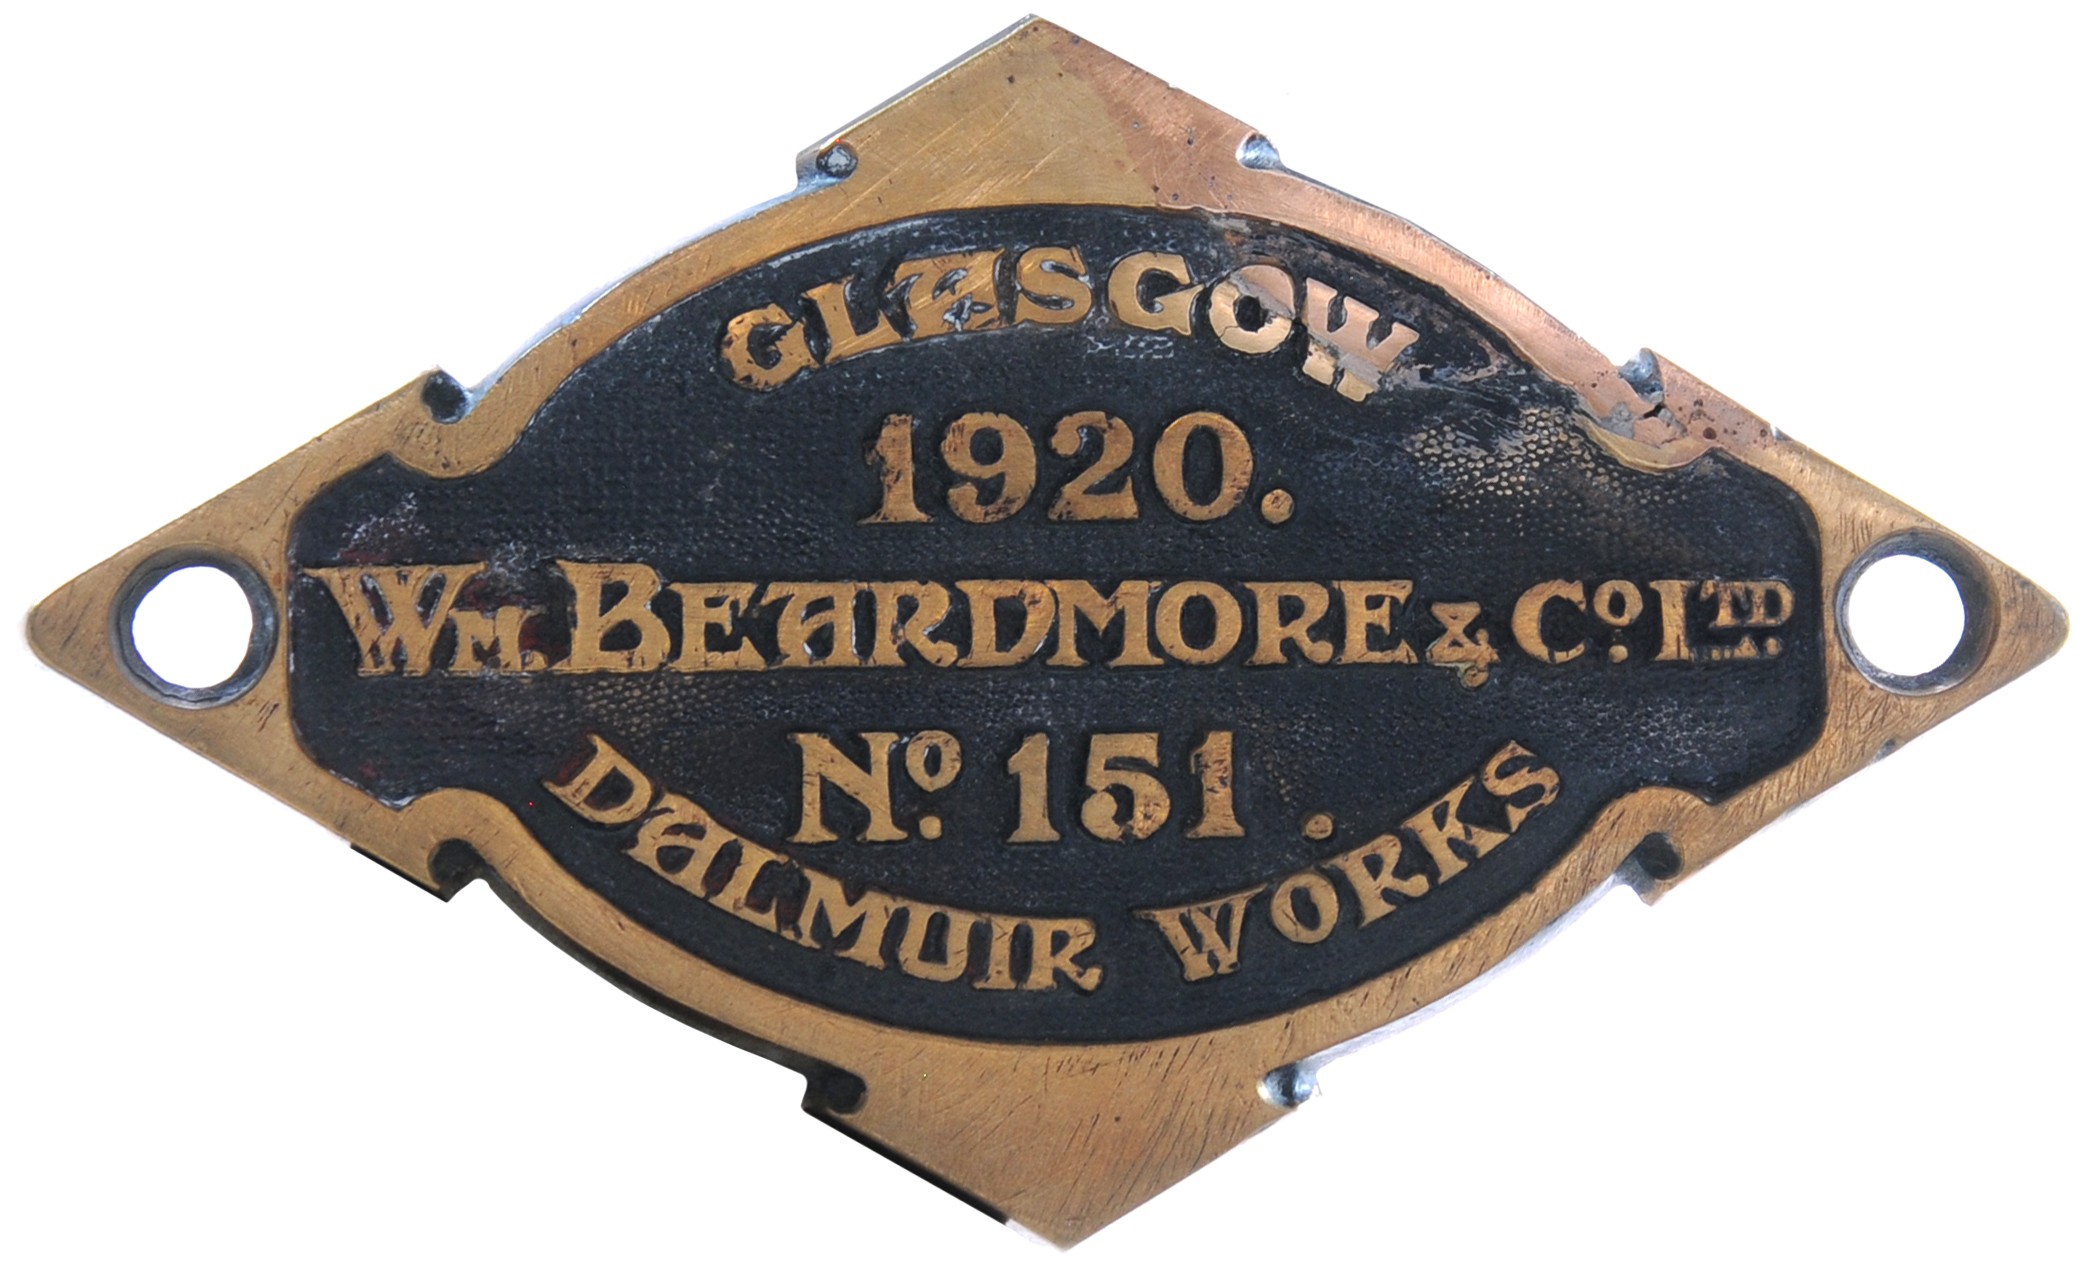 GLASGOW
1920.
WM. BEARDMORE & CO. LTD.
NO. 151.
DALMUIR WORKS